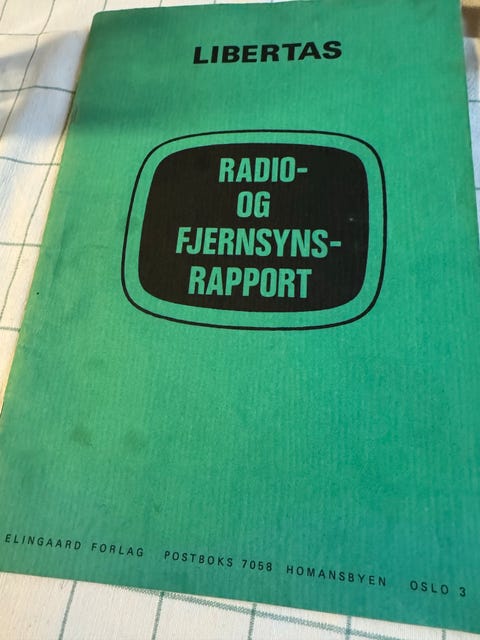 LIBERTAS
RADIO-
OG
FJERNSYNS-
RAPPORT
ELINGAARD FORLAG POSTBOKS 7058 HOMANSBYEN OSLO 3